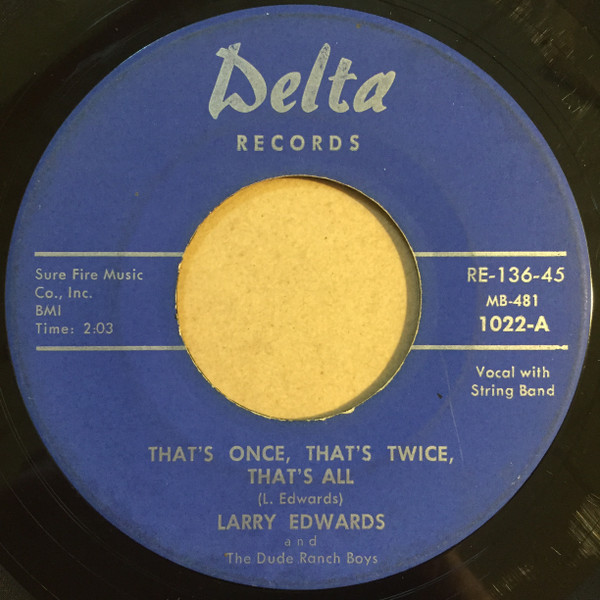 Delta
RECORDS
Sure Fire Music
Co., Inc.
BMI
Time: 2:03
RE-136-45
MB-481
1022-A
Vocal with
String Band
THAT'S ONCE, THAT'S TWICE,
THAT'S ALL
(L. Edwards)
LARRY EDWARDS
and
The Dude Ranch Boys